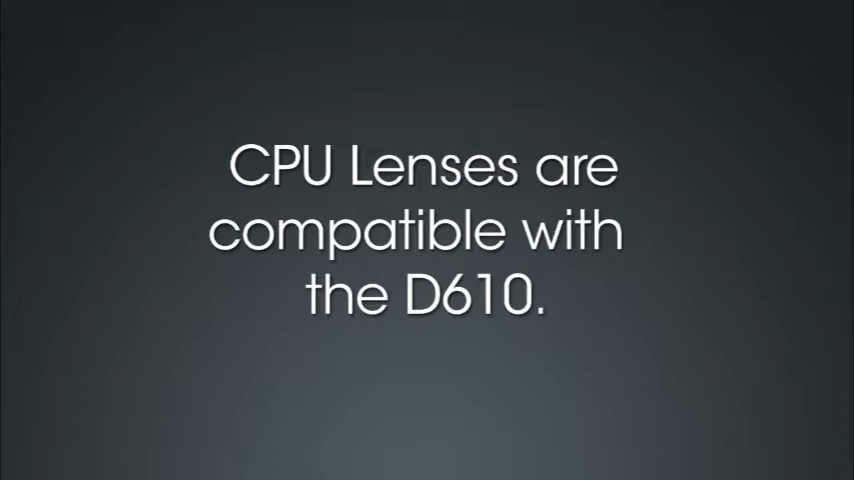 CPU Lenses are
compatible with
the D610.